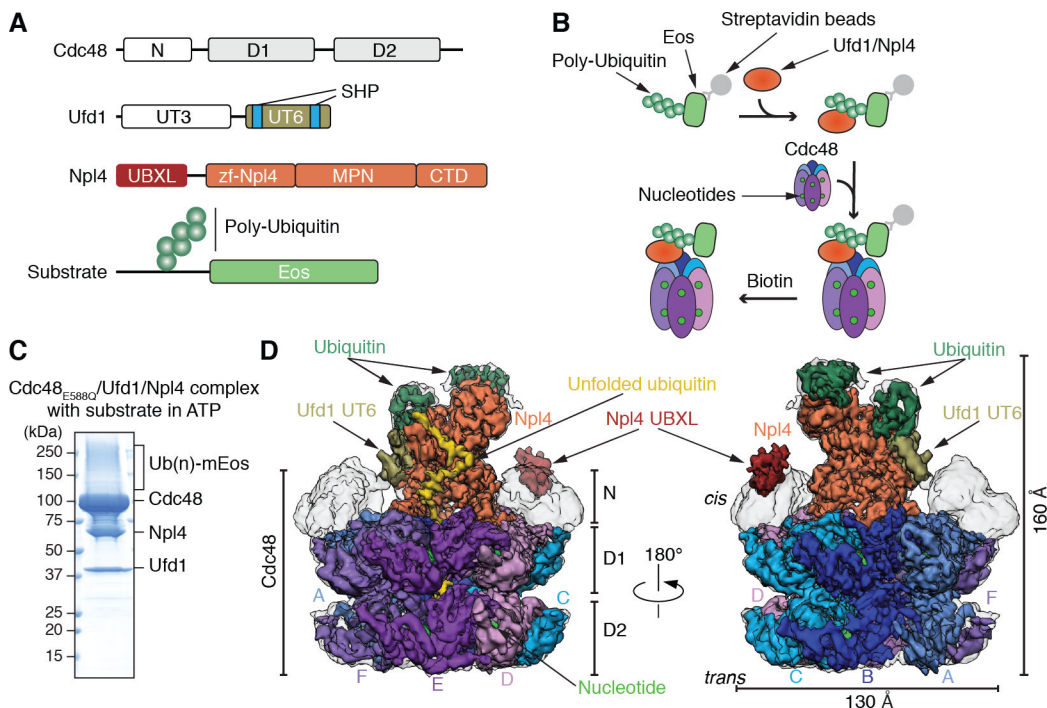 A
Cdc48
N
D1
D2
SHP
Ufd1
UT3
UT6
Npl4
UBXL
zf-Npl4
MPN
CTD
Poly-Ubiquitin
Substrate
Eos
B
Streptavidin beads
Eos
Ufd1/Npl4
Poly-Ubiquitin
Cdc48
Nucleotides
Biotin
C
Cdc48E588Q/Ufd1/Npl4 complex
with substrate in ATP
(kDa)
250
150
100
75
50
37
25
20
15
Ub(n)-mEos
Cdc48
Npl4
Ufd1
D
Ubiquitin
Unfolded ubiquitin
Ubiquitin
Ufd1 UT6
Npl4
Npl4 UBXL
Npl4
Ufd1 UT6
Cdc48
N
D1
D2
180°
cis
trans
160 Å
130 Å
A
C
F
E
D
Nucleotide
D
F
C
B
A